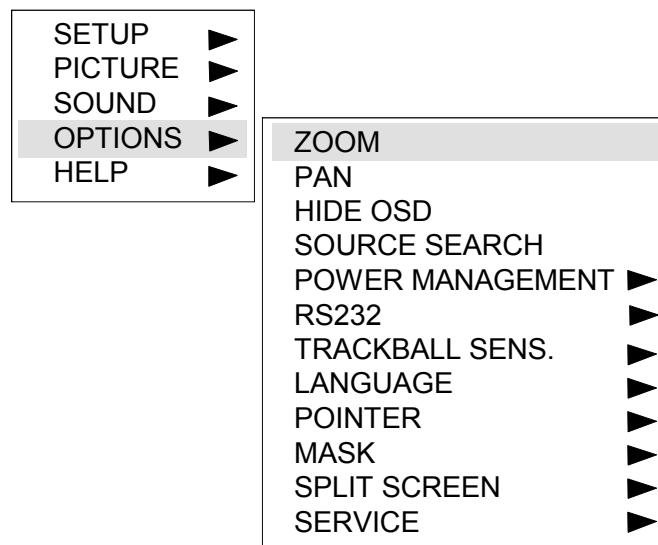 SETUP
PICTURE
SOUND
OPTIONS
HELP
ZOOM
PAN
HIDE OSD
SOURCE SEARCH
POWER MANAGEMENT
RS232
TRACKBALL SENS.
LANGUAGE
POINTER
MASK
SPLIT SCREEN
SERVICE